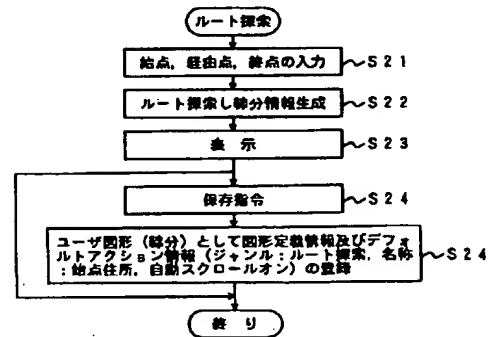 ルート探索
始点，経由点，終点の入力
～S21
ルート探索し線分情報生成
～S22
表 示
～S23
保存指令
～S24
ユーザ図形（線分）として図形定義情報及びデフォ
ルトアクション情報（ジャンル：ルート探索，名称
：始点住所，自動スクロールオン）の登録
～S24
終 り